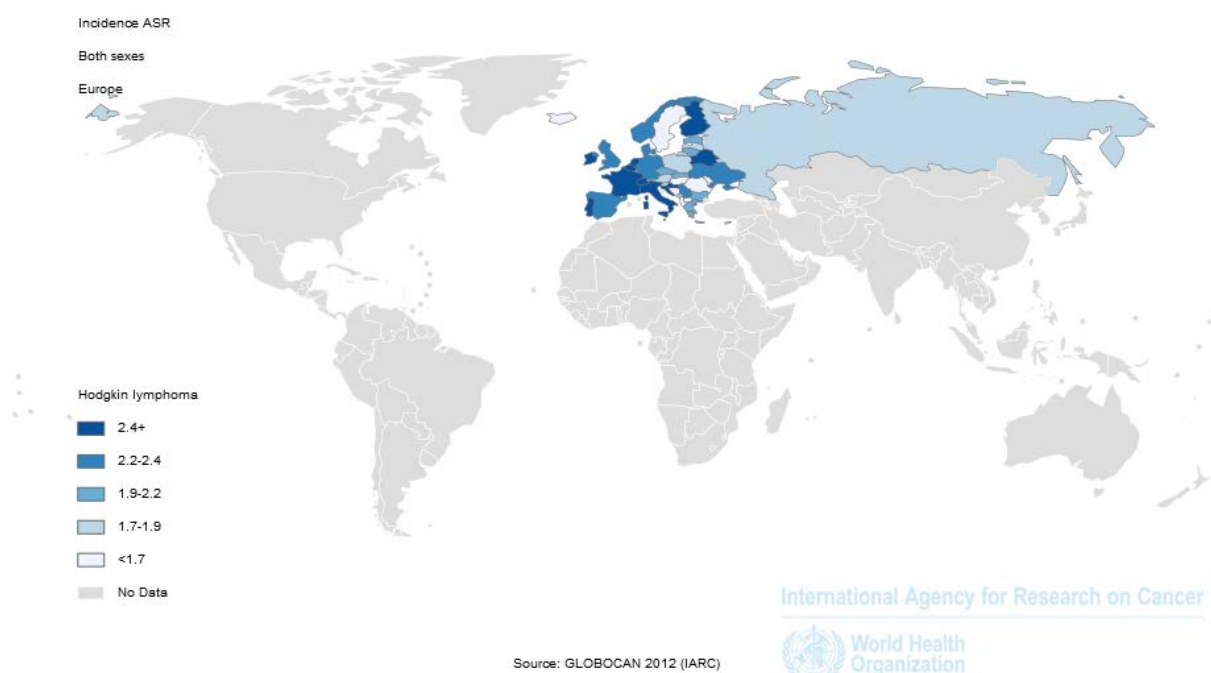 Incidence ASR
Both sexes
Europe
Hodgkin lymphoma
2.4+
2.2-2.4
1.9-2.2
1.7-1.9
<1.7
No Data
International Agency for Research on Cancer
World Health
Organization
Source: GLOBOCAN 2012 (IARC)